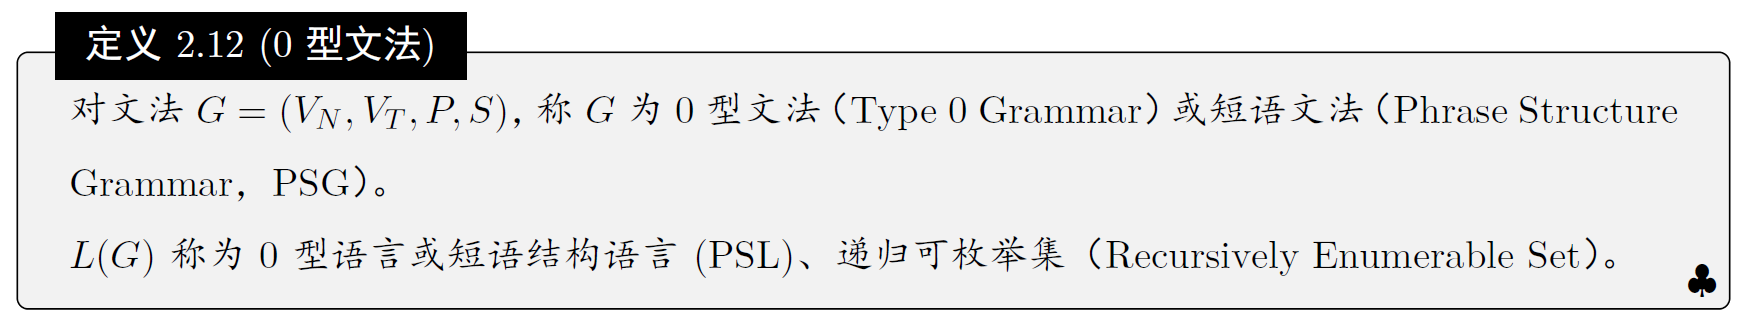 定义 2.12 (0 型文法)
对文法 G = (V_N, V_T, P, S), 称 G 为 0 型文法（Type 0 Grammar）或短语文法（Phrase Structure
Grammar，PSG）。
L(G) 称为 0 型语言或短语结构语言 (PSL)、递归可枚举集（Recursively Enumerable Set）。